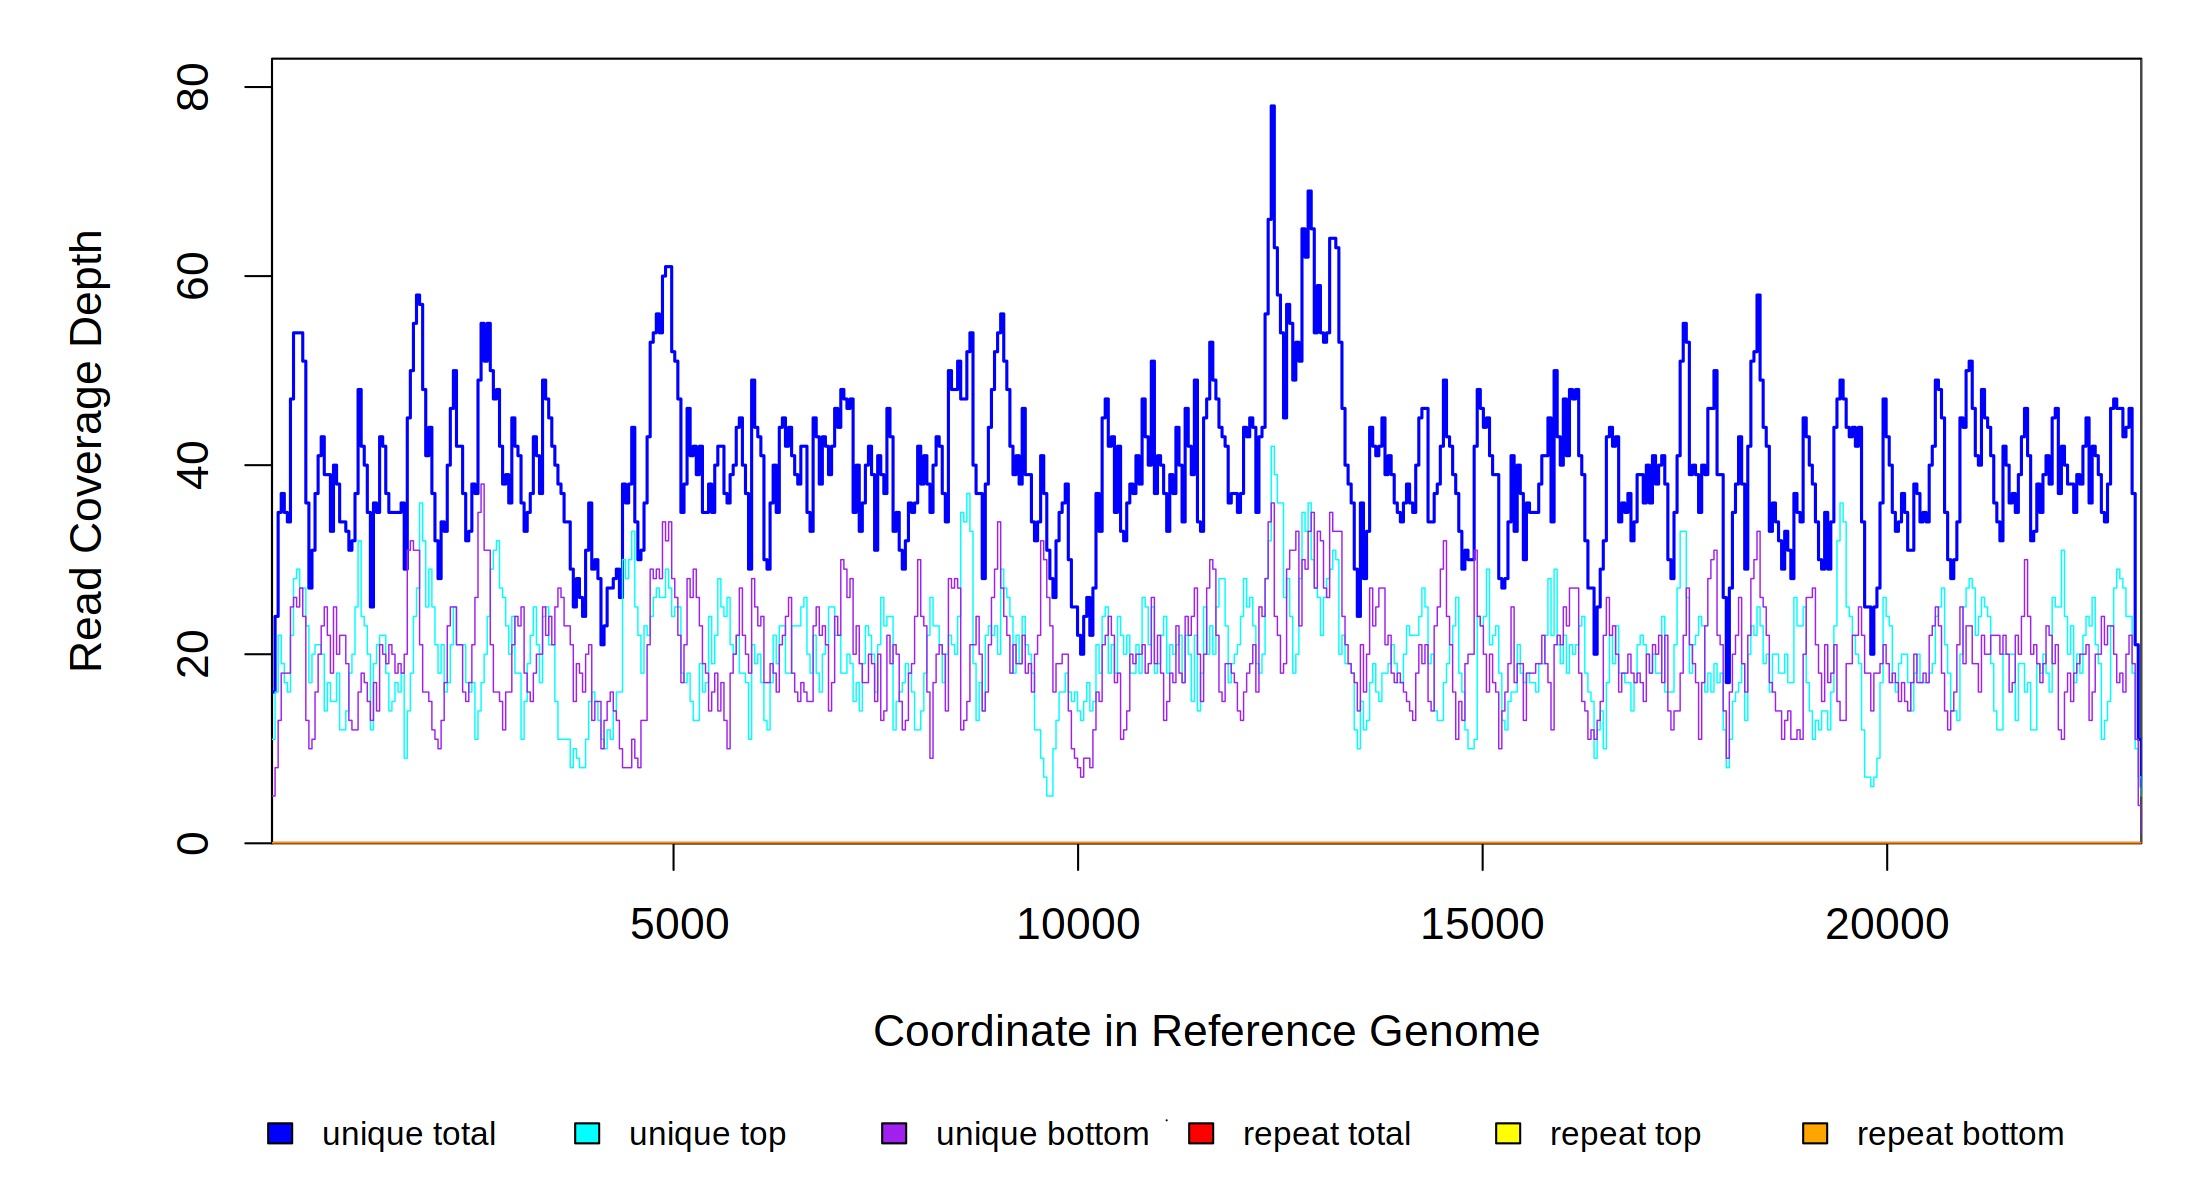 80
60
40
20
0
Read Coverage Depth
5000 10000 15000 20000
Coordinate in Reference Genome
unique total unique top unique bottom repeat total repeat top repeat bottom